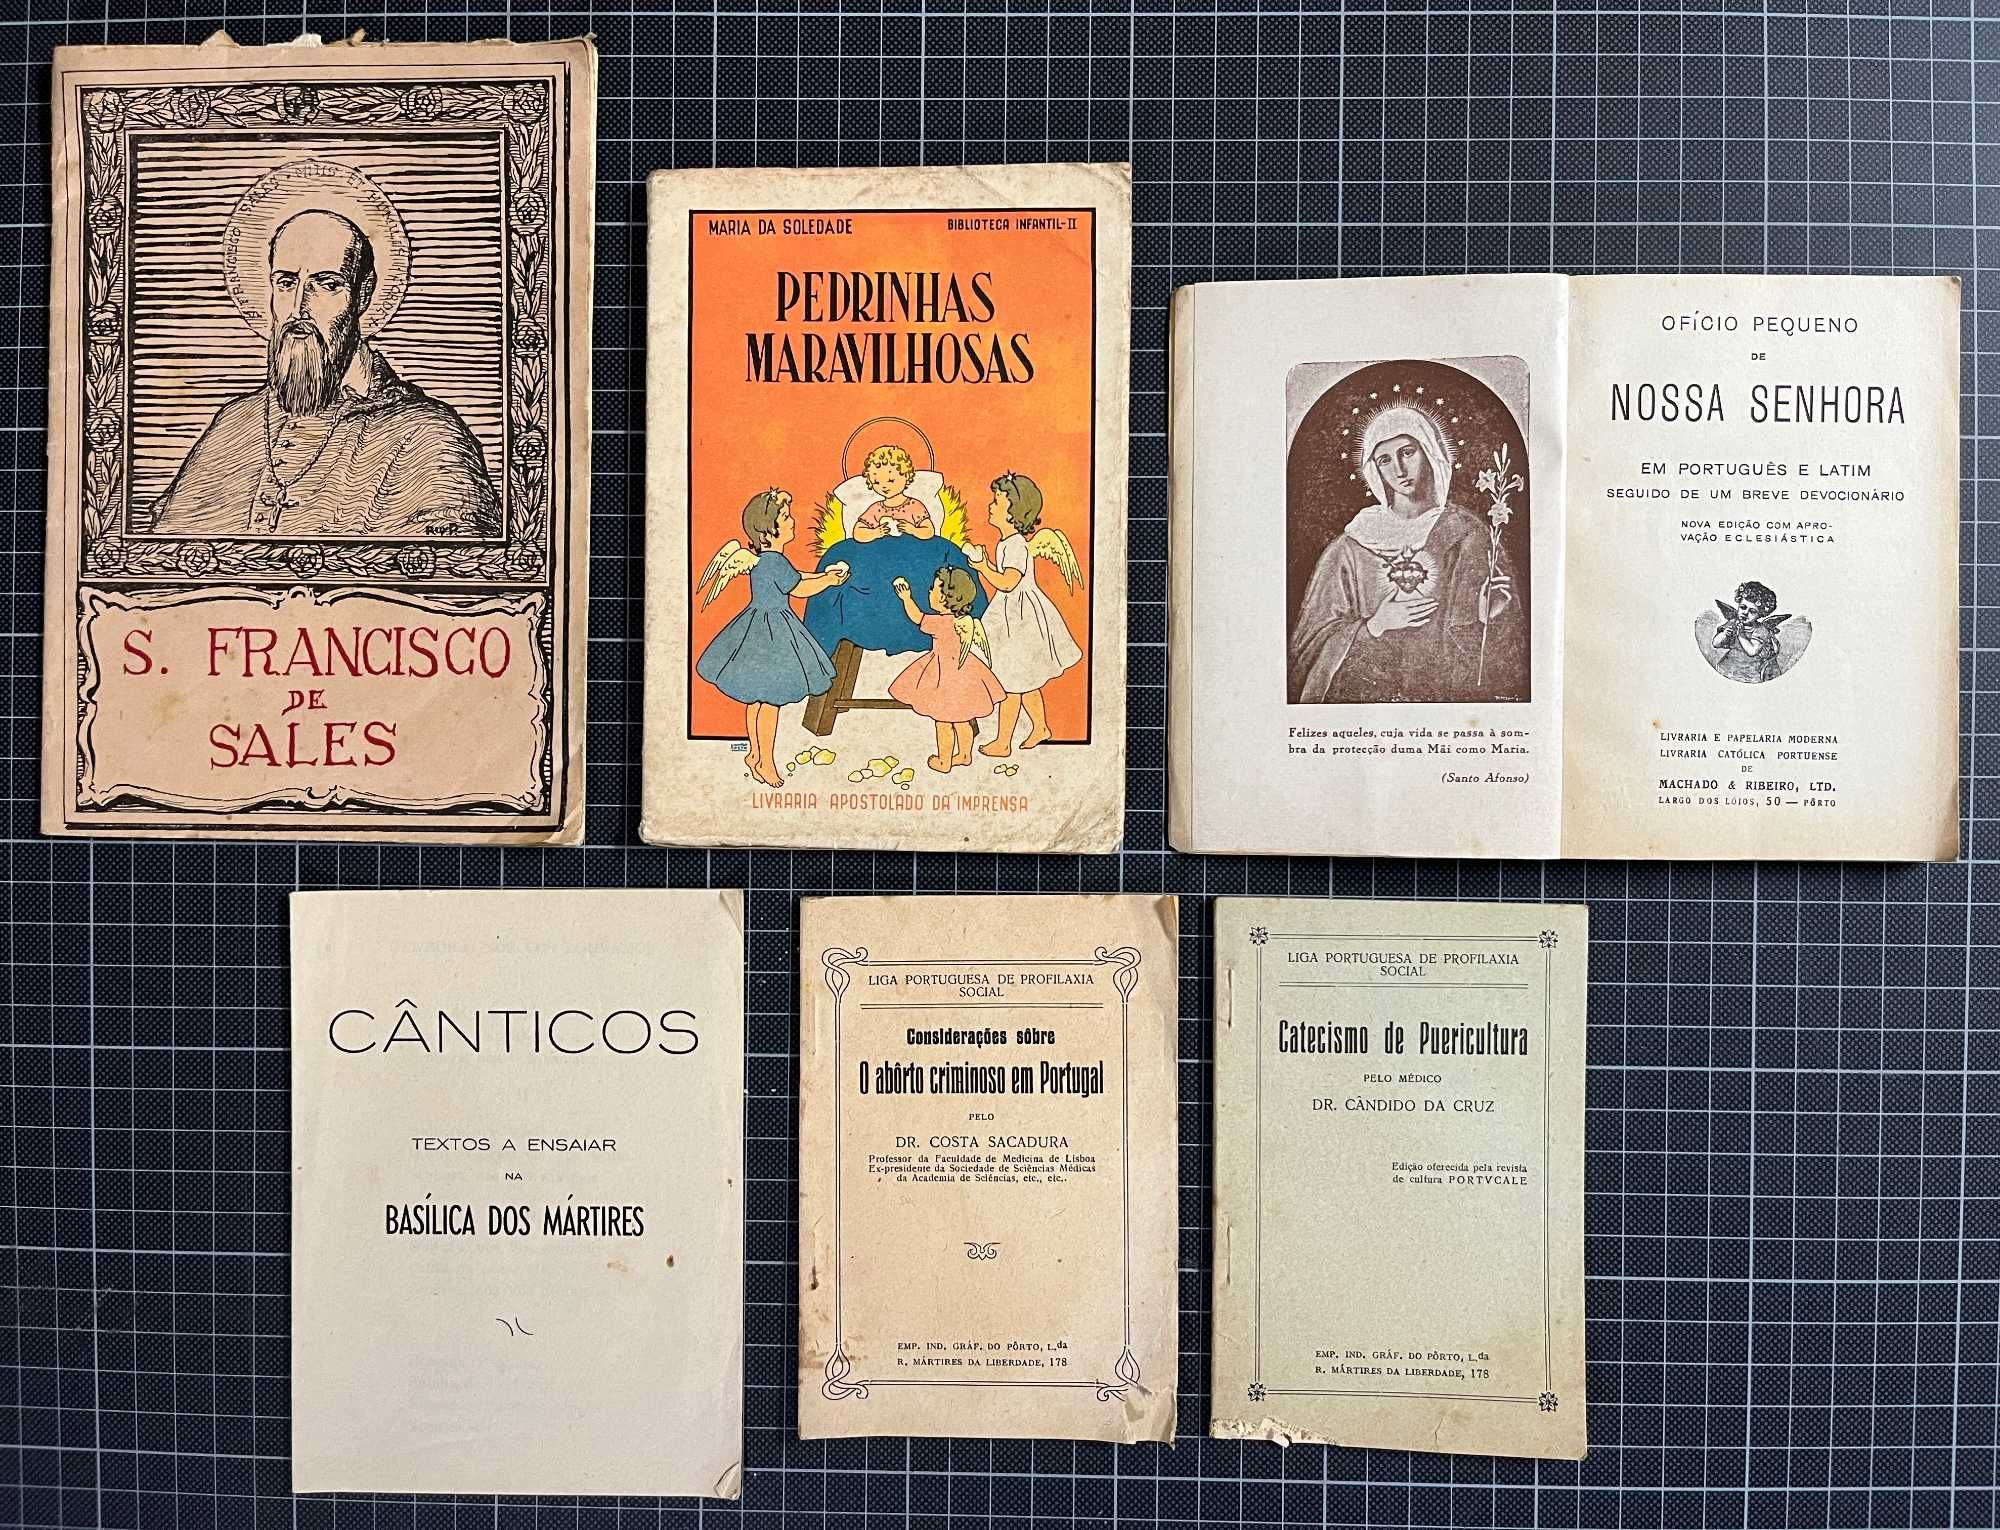 S. FRANCISCO
DE
SALES
MARIA DA SOLEDADE
BIBLIOTECA INFANTIL-II
PEDRINHAS
MARAVILHOSAS
LIVRARIA APOSTOLADO DA IMPRENSA
Felizes aqueles, cuja vida se passa à som-
bra da protecção duma Mãi como Maria.
(Santo Afonso)
OFÍCIO PEQUENO
DE
NOSSA SENHORA
EM PORTUGUÊS E LATIM
SEGUIDO DE UM BREVE DEVOCIONÁRIO
NOVA EDIÇÃO COM APRO-
VAÇÃO ECLESIÁSTICA
LIVRARIA E PAPELARIA MODERNA
LIVRARIA CATÓLICA PORTUENSE
DE
MACHADO & RIBEIRO, LTD.
LARGO DOS LÓIOS, 50 — PÔRTO
CÂNTICOS
TEXTOS A ENSAIAR
NA
BASÍLICA DOS MÁRTIRES
LIGA PORTUGUESA DE PROFILAXIA
SOCIAL
Considerações sôbre
O abôrto criminoso em Portugal
PELO
DR. COSTA SACADURA
Professor da Faculdade de Medicina de Lisboa
Ex-presidente da Sociedade de Sciências Médicas
da Academia de Sciências, etc., etc..
EMP. IND. GRÁF. DO PÔRTO, L.da
R. MÁRTIRES DA LIBERDADE, 178
LIGA PORTUGUESA DE PROFILAXIA
SOCIAL
Catecismo de Puericultura
PELO MÉDICO
DR. CÂNDIDO DA CRUZ
Edição oferecida pela revista
de cultura PORTVCALE
EMP. IND. GRÁF. DO PÔRTO, L.da
R. MÁRTIRES DA LIBERDADE, 178